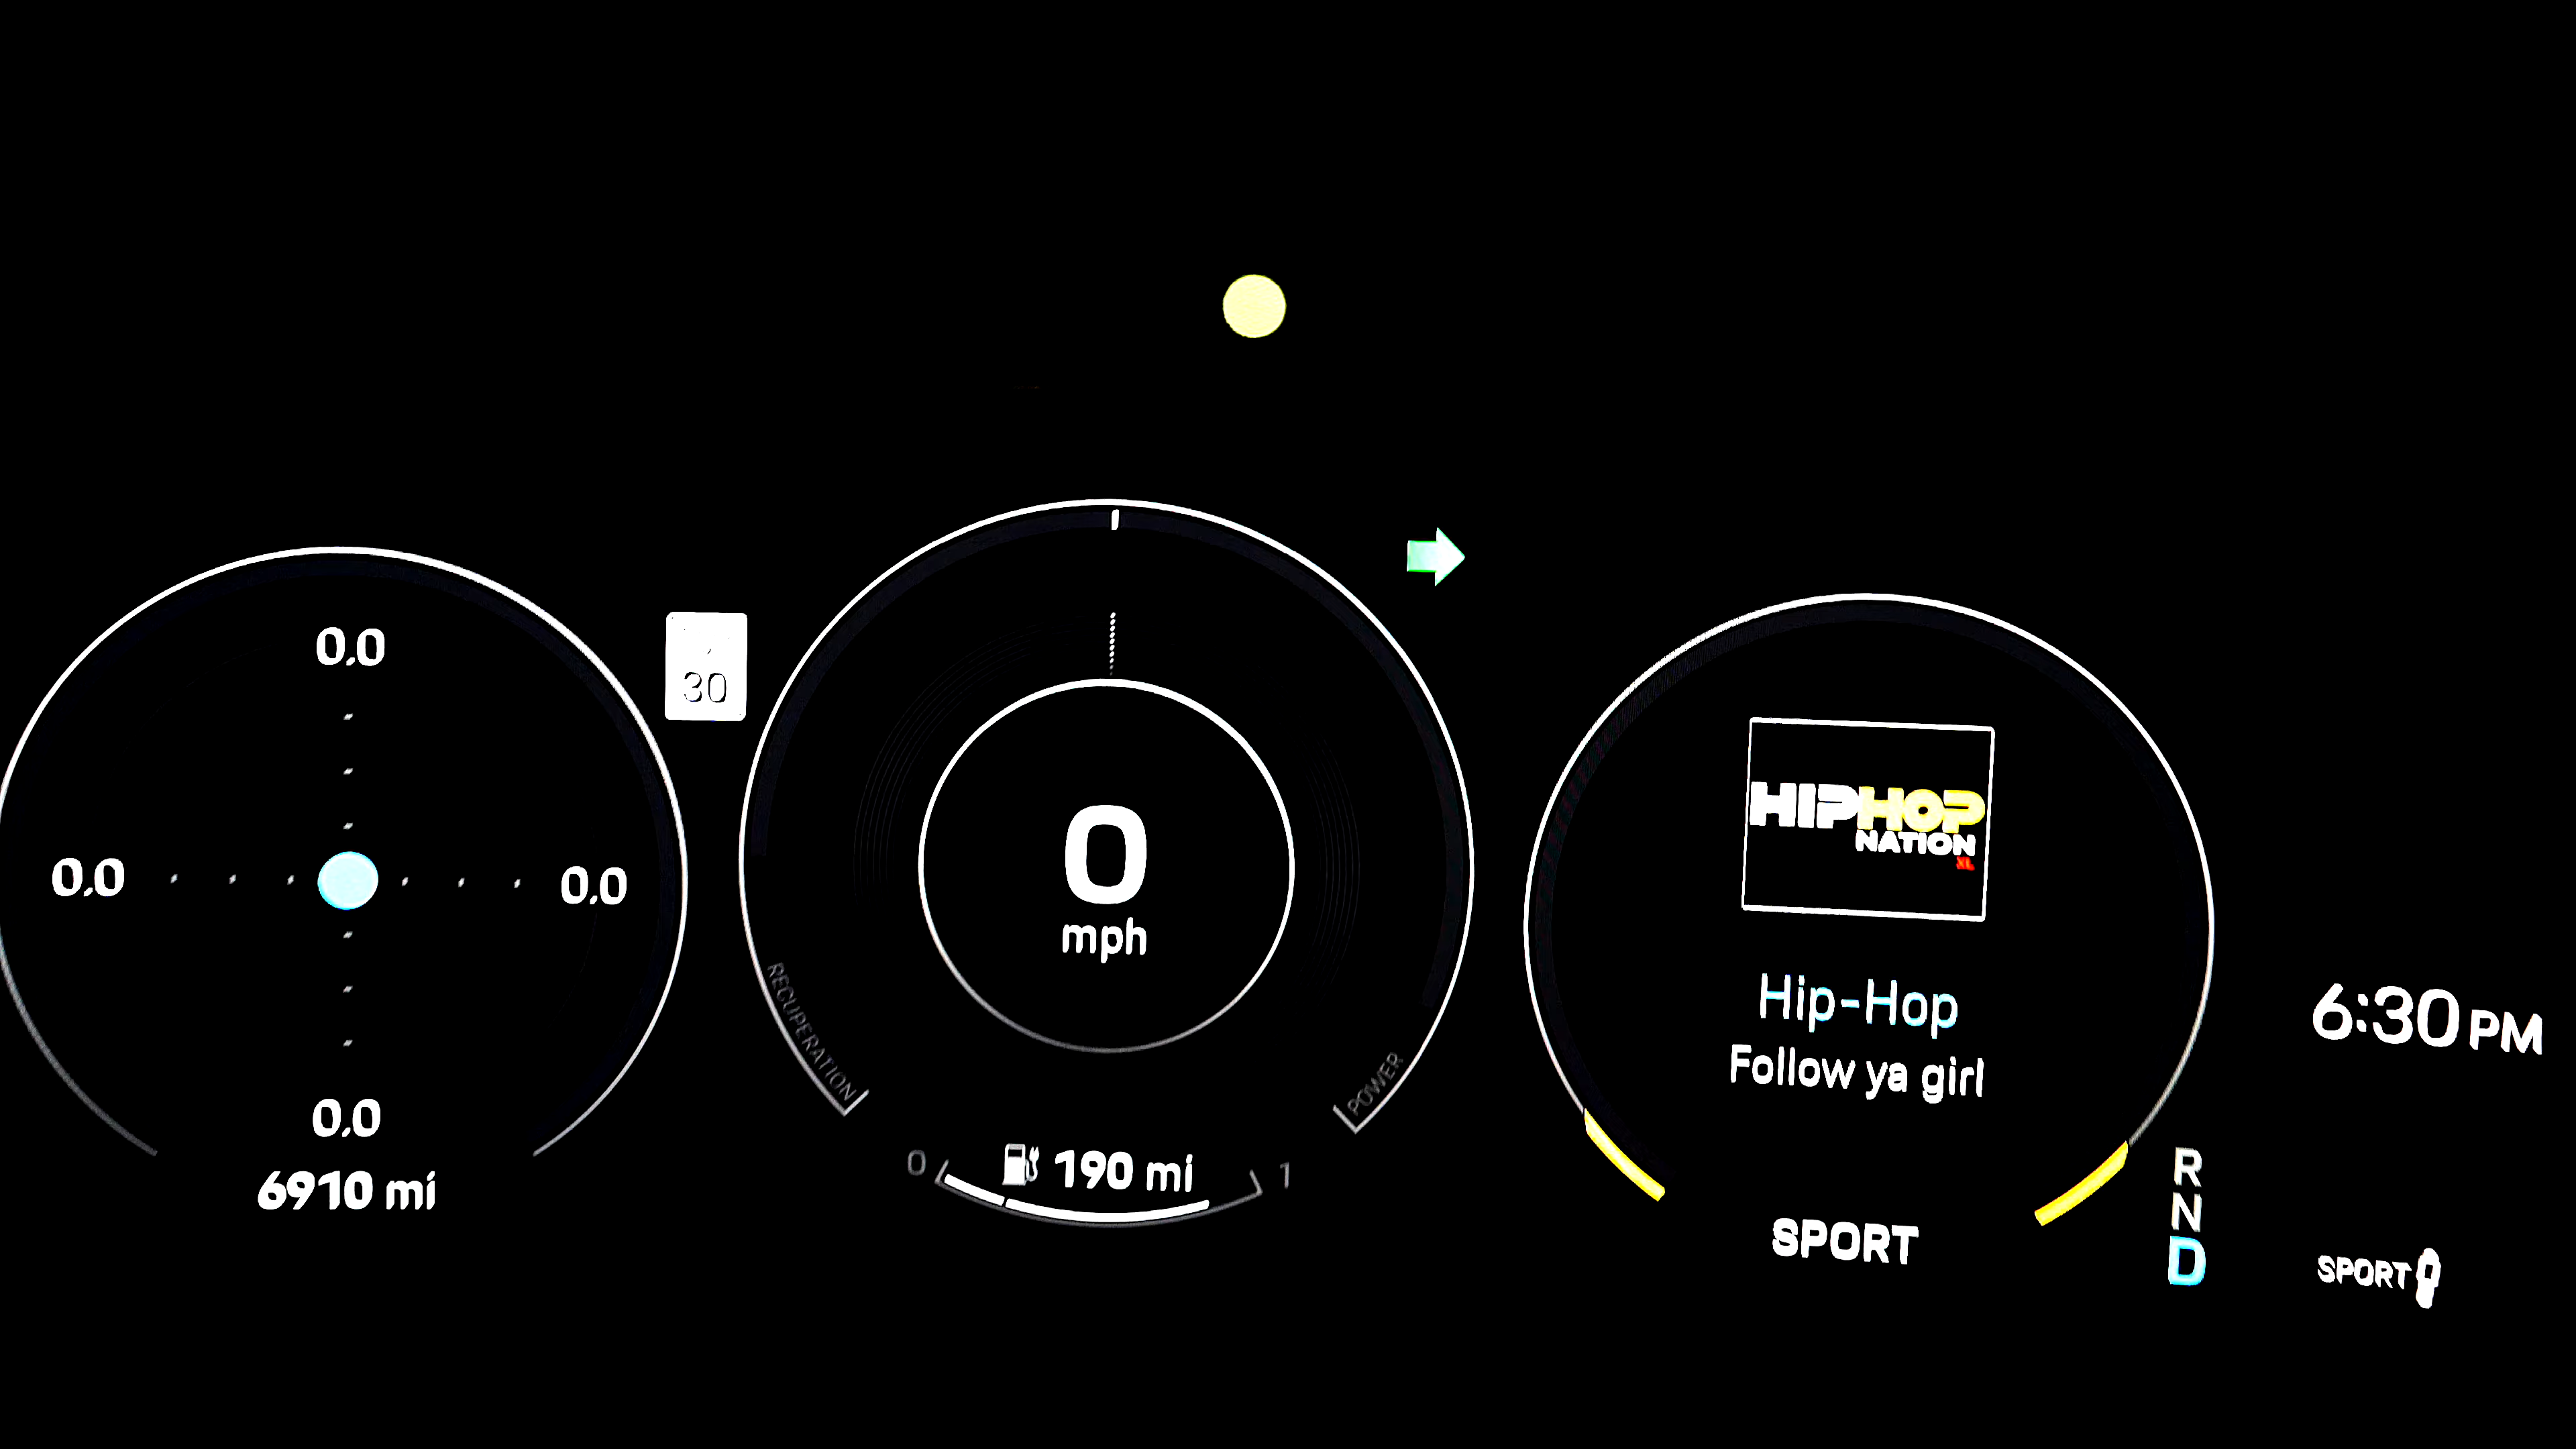 0,0
0,0
0,0
0,0
6910 mi
30
0
mph
RECUPERATION
POWER
0
190 mi
1
HIPHOP
NATION
XL
Hip-Hop
Follow ya girl
SPORT
6:30 PM
R
N
D
SPORT